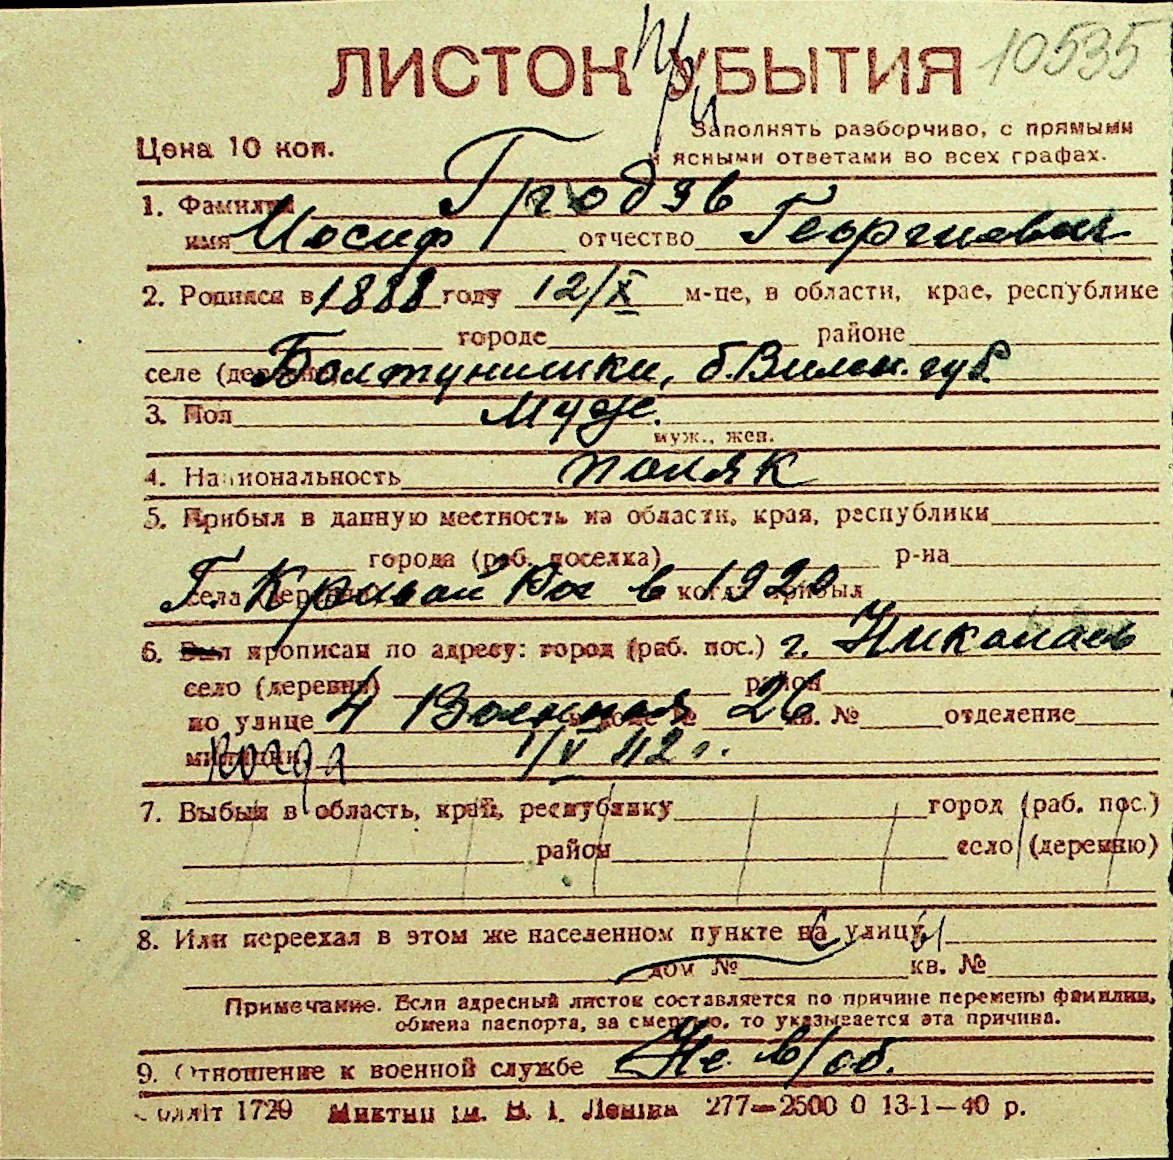 10535
ЛИСТОК УБЫТИЯ
Цена 10 коп.
Заполнять разборчиво, с прямыми
и ясными ответами во всех графах.
1. Фамилия Гродзь
имя Иосиф отчество Георгиевич
2. Родился в 1888 году 12/X м-це, в области, крае, республике
городе районе
селе (деревне) Болтунишки, б. Вилен. губ.
3. Пол Муж.
муж., жен.
4. Национальность поляк
5. Прибыл в данную местность из области, края, республики
города (раб. поселка) р-на
села (деревни) когда прибыл
г. Кривой Рог в 1920
6. Был прописан по адресу: город (раб. пос.) г. Николаев
село (деревня) район
по улице 4 Военная дом № 26 кв. № отделение
милиции когда 1/V 42 г.
7. Выбыл в область, край, республику город (раб. пос.)
район село (деревню)
8. Или переехал в этом же населенном пункте на улицу
дом № кв. №
Примечание. Если адресный листок составляется по причине перемены фамилии,
обмена паспорта, за смертью, то указывается эта причина.
9. Отношение к военной службе Не в/об.
1729 им. В. І. Леніна 277—2500 0 13-1—40 р.